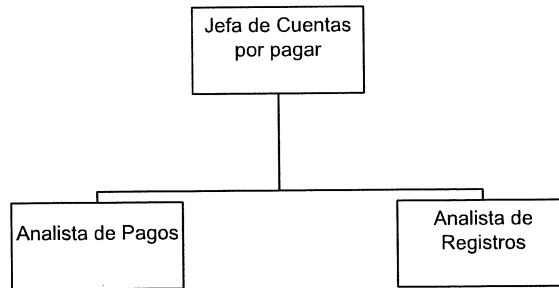 Jefa de Cuentas
por pagar
Analista de Pagos
Analista de
Registros